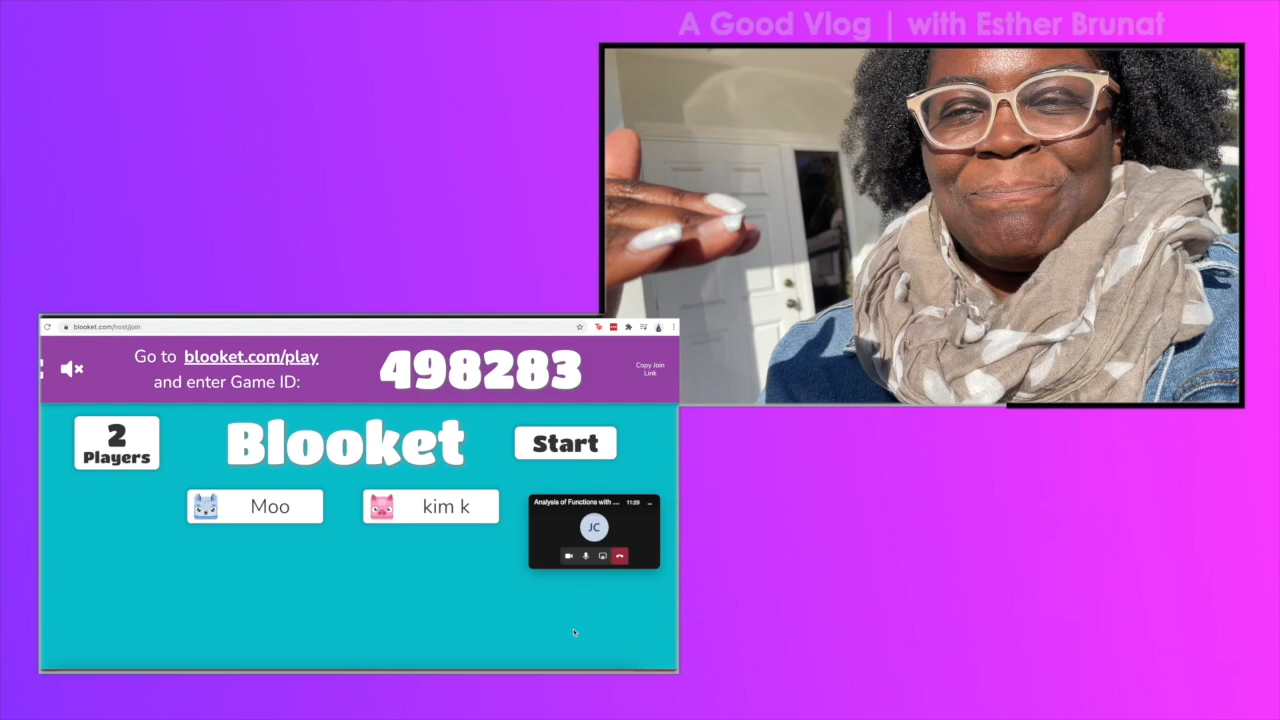 A Good Vlog | with Esther Brunat
blooket.com/host/join
Go to blooket.com/play
and enter Game ID:
498283
Copy Join
Link
2
Players
Blooket
Start
Moo
kim k
Analysis of Functions with ...
11:29
JC